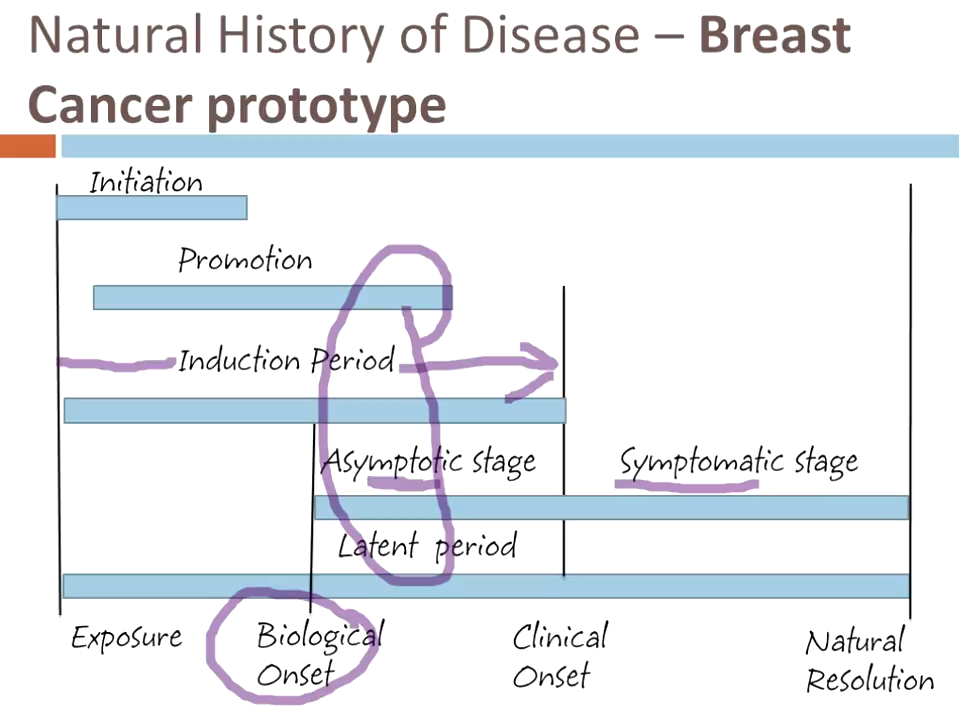 Natural History of Disease – Breast
Cancer prototype
Initiation
Promotion
Induction Period
Asymptotic stage
Symptomatic stage
Latent period
Exposure
Biological
Onset
Clinical
Onset
Natural
Resolution